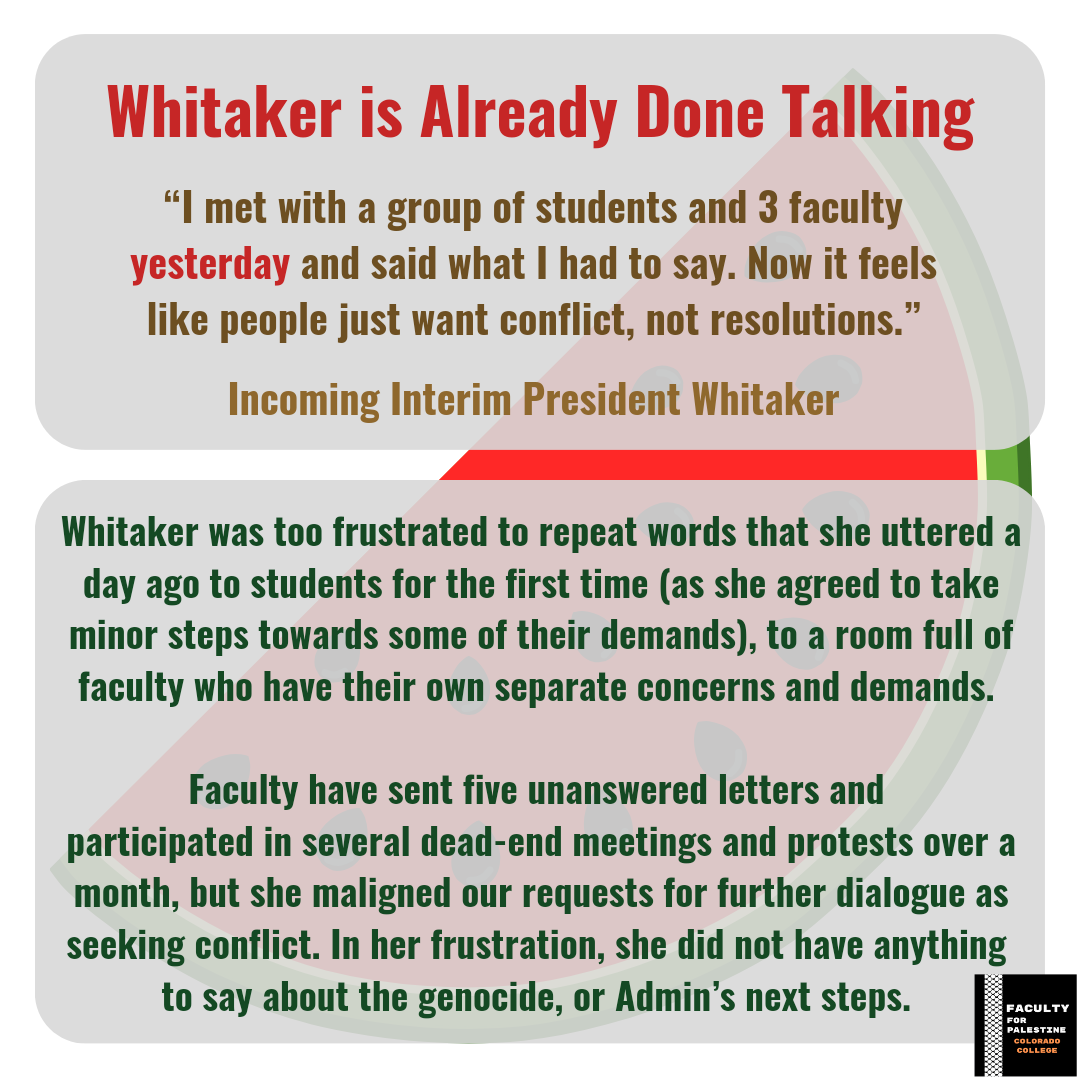 Whitaker is Already Done Talking
“I met with a group of students and 3 faculty
yesterday and said what I had to say. Now it feels
like people just want conflict, not resolutions.”
Incoming Interim President Whitaker
Whitaker was too frustrated to repeat words that she uttered a
day ago to students for the first time (as she agreed to take
minor steps towards some of their demands), to a room full of
faculty who have their own separate concerns and demands.
Faculty have sent five unanswered letters and
participated in several dead-end meetings and protests over a
month, but she maligned our requests for further dialogue as
seeking conflict. In her frustration, she did not have anything
to say about the genocide, or Admin’s next steps.
FACULTY
FOR
PALESTINE
COLORADO
COLLEGE